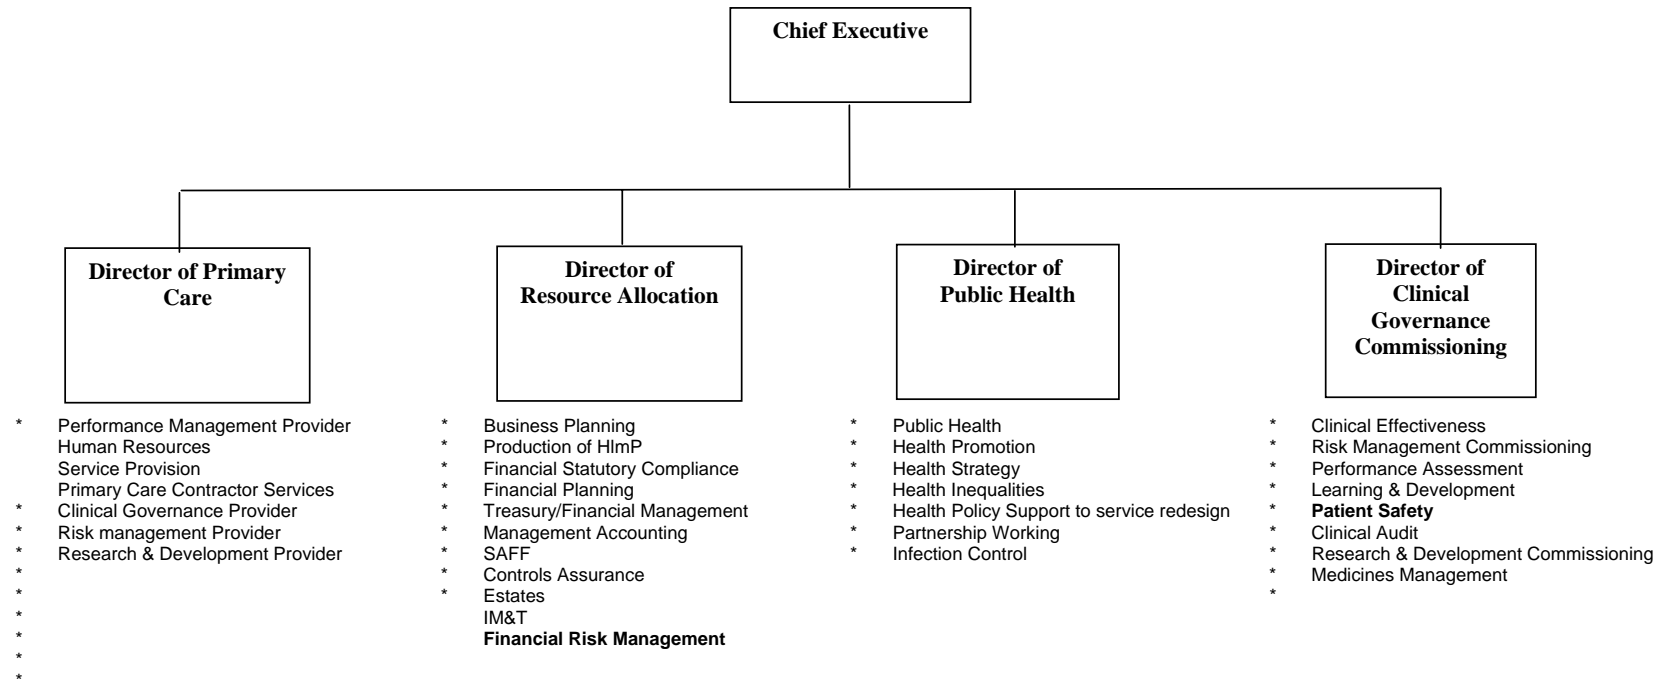 Chief Executive
Director of Primary
Care
Director of
Resource Allocation
Director of
Public Health
Director of
Clinical
Governance
Commissioning
* Performance Management Provider
Human Resources
Service Provision
Primary Care Contractor Services
* Clinical Governance Provider
* Risk management Provider
* Research & Development Provider
*
*
*
*
*
*
* Business Planning
* Production of HImP
* Financial Statutory Compliance
* Financial Planning
* Treasury/Financial Management
* Management Accounting
* SAFF
* Controls Assurance
* Estates
IM&T
Financial Risk Management
* Public Health
* Health Promotion
* Health Strategy
* Health Inequalities
* Health Policy Support to service redesign
* Partnership Working
* Infection Control
* Clinical Effectiveness
* Risk Management Commissioning
* Performance Assessment
* Learning & Development
* Patient Safety
* Clinical Audit
* Research & Development Commissioning
* Medicines Management
*